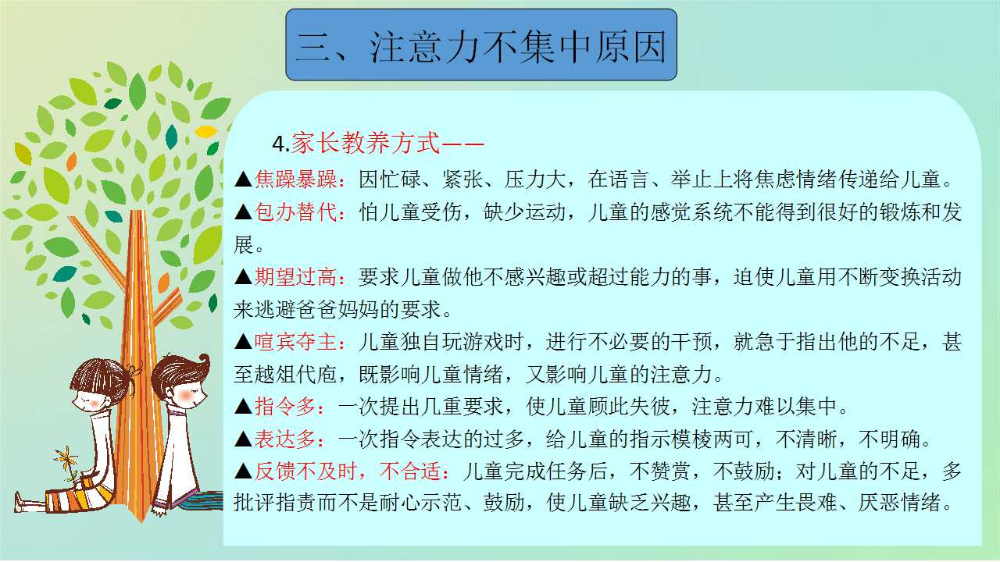 三、注意力不集中原因
4.家长教养方式——
▲焦躁暴躁：因忙碌、紧张、压力大，在语言、举止上将焦虑情绪传递给儿童。
▲包办替代：怕儿童受伤，缺少运动，儿童的感觉系统不能得到很好的锻炼和发
展。
▲期望过高：要求儿童做他不感兴趣或超过能力的事，迫使儿童用不断变换活动
来逃避爸爸妈妈的要求。
▲喧宾夺主：儿童独自玩游戏时，进行不必要的干预，就急于指出他的不足，甚
至越俎代庖，既影响儿童情绪，又影响儿童的注意力。
▲指令多：一次提出几重要求，使儿童顾此失彼，注意力难以集中。
▲表达多：一次指令表达的过多，给儿童的指示模棱两可，不清晰，不明确。
▲反馈不及时，不合适：儿童完成任务后，不赞赏，不鼓励；对儿童的不足，多
批评指责而不是耐心示范、鼓励，使儿童缺乏兴趣，甚至产生畏难、厌恶情绪。